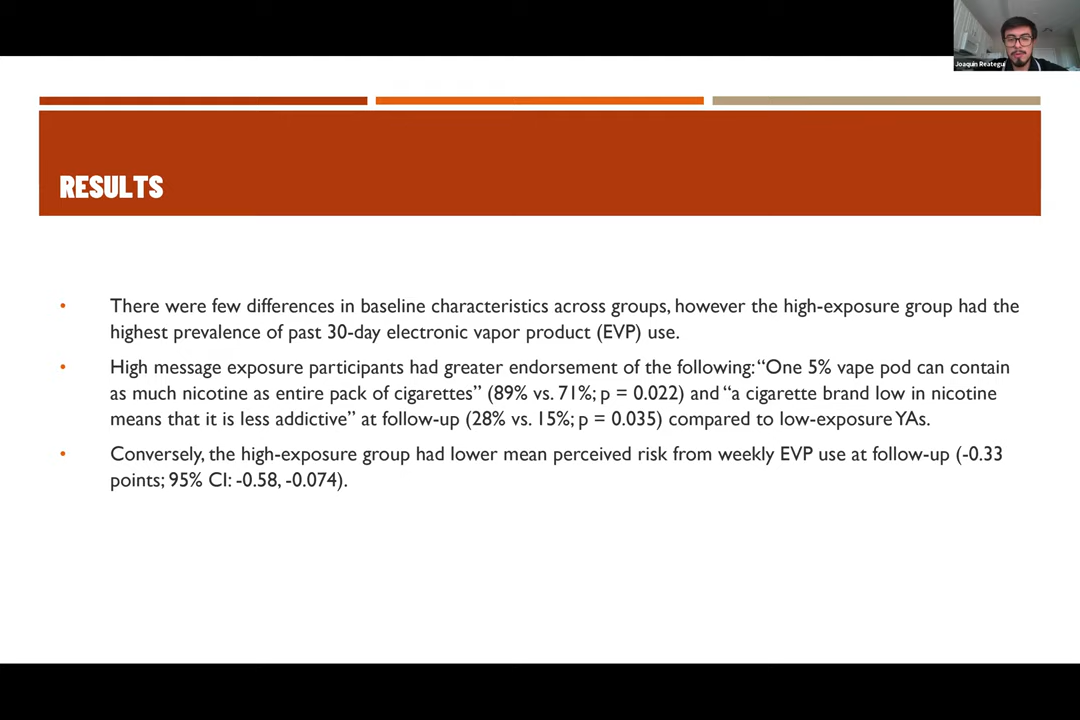 Joaquin Reategui
RESULTS
• There were few differences in baseline characteristics across groups, however the high-exposure group had the
highest prevalence of past 30-day electronic vapor product (EVP) use.
• High message exposure participants had greater endorsement of the following: “One 5% vape pod can contain
as much nicotine as entire pack of cigarettes” (89% vs. 71%; p = 0.022) and “a cigarette brand low in nicotine
means that it is less addictive” at follow-up (28% vs. 15%; p = 0.035) compared to low-exposure YAs.
• Conversely, the high-exposure group had lower mean perceived risk from weekly EVP use at follow-up (-0.33
points; 95% CI: -0.58, -0.074).